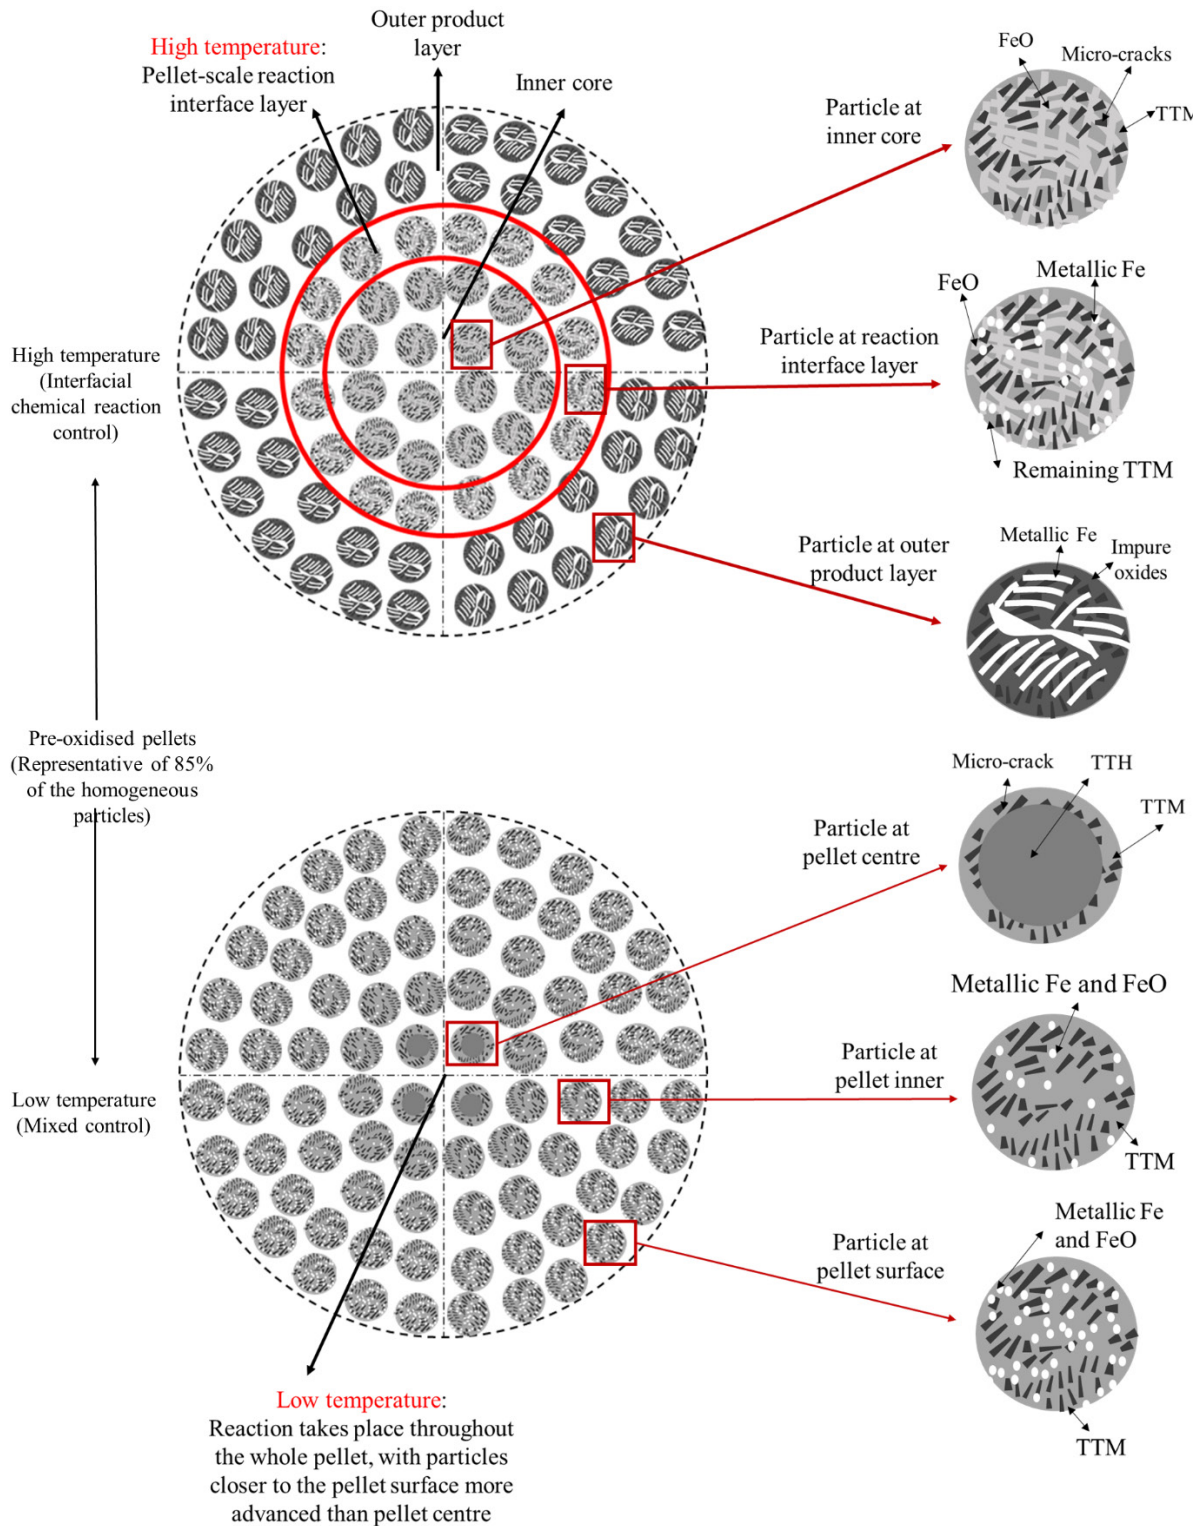 Outer product
layer
High temperature:
Pellet-scale reaction
interface layer
Inner core
Particle at
inner core
FeO
Micro-cracks
TTM
High temperature
(Interfacial
chemical reaction
control)
Particle at reaction
interface layer
FeO
Metallic Fe
Remaining TTM
Particle at outer
product layer
Metallic Fe
Impure
oxides
Pre-oxidised pellets
(Representative of 85%
of the homogeneous
particles)
Particle at
pellet centre
Micro-crack
TTH
TTM
Low temperature
(Mixed control)
Particle at
pellet inner
Metallic Fe and FeO
TTM
Particle at
pellet surface
Metallic Fe
and FeO
TTM
Low temperature:
Reaction takes place throughout
the whole pellet, with particles
closer to the pellet surface more
advanced than pellet centre